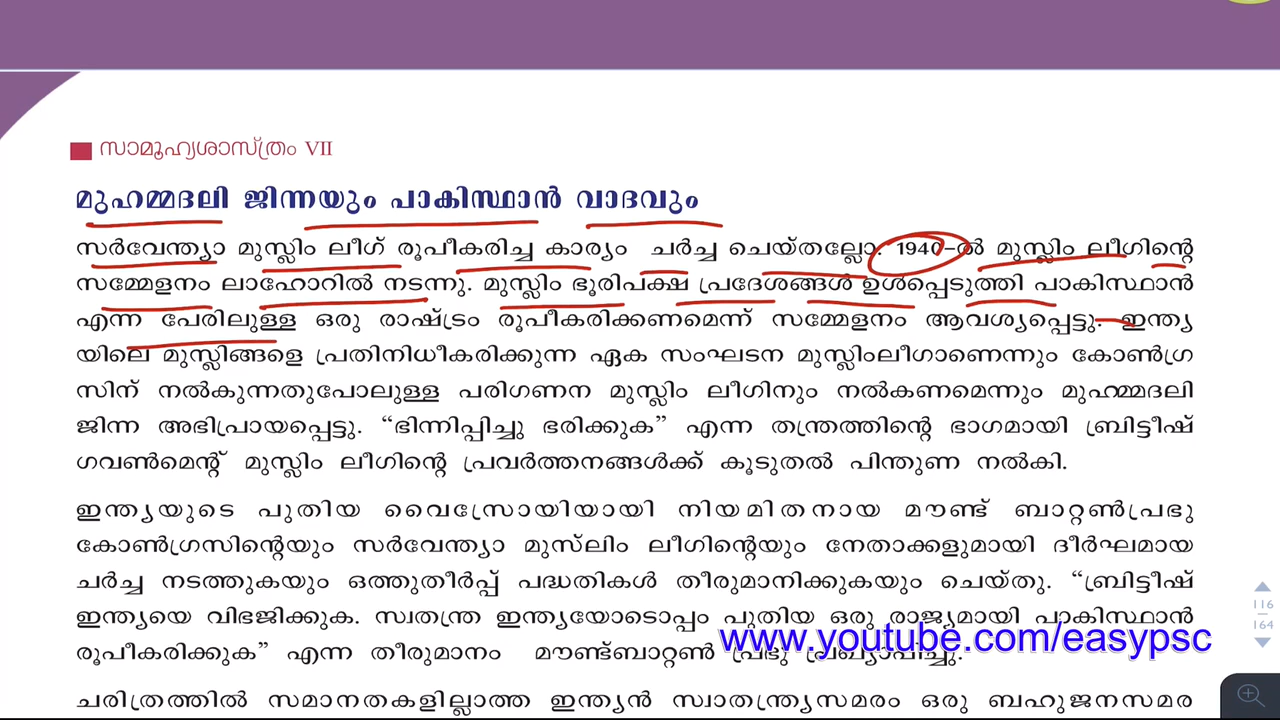 സാമൂഹ്യശാസ്ത്രം VII
മുഹമ്മദലി ജിന്നയും പാകിസ്ഥാൻ വാദവും
സർവേന്ത്യാ മുസ്ലിം ലീഗ് രൂപീകരിച്ച കാര്യം ചർച്ച ചെയ്തല്ലോ. 1940-ൽ മുസ്ലിം ലീഗിന്റെ
സമ്മേളനം ലാഹോറിൽ നടന്നു. മുസ്ലിം ഭൂരിപക്ഷ പ്രദേശങ്ങൾ ഉൾപ്പെടുത്തി പാകിസ്ഥാൻ
എന്ന പേരിലുള്ള ഒരു രാഷ്ട്രം രൂപീകരിക്കണമെന്ന് സമ്മേളനം ആവശ്യപ്പെട്ടു. ഇന്ത്യ
യിലെ മുസ്ലിങ്ങളെ പ്രതിനിധീകരിക്കുന്ന ഏക സംഘടന മുസ്ലിംലീഗാണെന്നും കോൺഗ്ര
സിന് നൽകുന്നതുപോലുള്ള പരിഗണന മുസ്ലിം ലീഗിനും നൽകണമെന്നും മുഹമ്മദലി
ജിന്ന അഭിപ്രായപ്പെട്ടു. “ഭിന്നിപ്പിച്ചു ഭരിക്കുക” എന്ന തന്ത്രത്തിന്റെ ഭാഗമായി ബ്രിട്ടീഷ്
ഗവൺമെന്റ് മുസ്ലിം ലീഗിന്റെ പ്രവർത്തനങ്ങൾക്ക് കൂടുതൽ പിന്തുണ നൽകി.
ഇന്ത്യയുടെ പുതിയ വൈസ്രോയിയായി നിയമിതനായ മൗണ്ട് ബാറ്റൺപ്രഭു
കോൺഗ്രസിന്റെയും സർവേന്ത്യാ മുസ്‌ലിം ലീഗിന്റെയും നേതാക്കളുമായി ദീർഘമായ
ചർച്ച നടത്തുകയും ഒത്തുതീർപ്പ് പദ്ധതികൾ തീരുമാനിക്കുകയും ചെയ്തു. “ബ്രിട്ടീഷ്
ഇന്ത്യയെ വിഭജിക്കുക. സ്വതന്ത്ര ഇന്ത്യയോടൊപ്പം പുതിയ ഒരു രാജ്യമായി പാകിസ്ഥാൻ
രൂപീകരിക്കുക” എന്ന തീരുമാനം മൗണ്ട്ബാറ്റൺ പ്രഭു പ്രഖ്യാപിച്ചു.
www.youtube.com/easypsc
ചരിത്രത്തിൽ സമാനതകളില്ലാത്ത ഇന്ത്യൻ സ്വാതന്ത്ര്യസമരം ഒരു ബഹുജനസമര
116
164